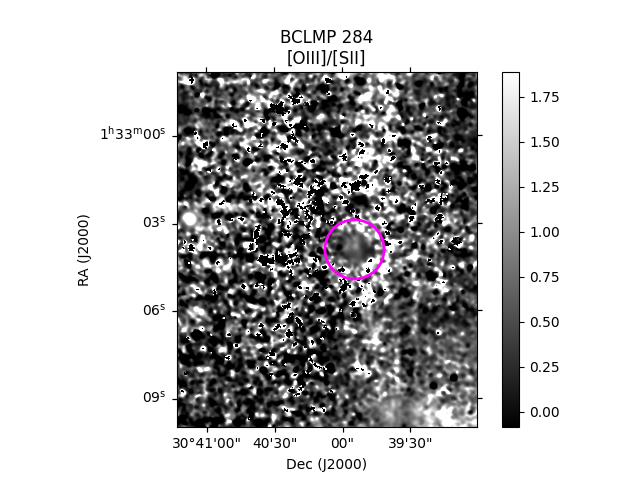 BCLMP 284
[OIII]/[SII]
1ʰ33ᵐ00ˢ
03ˢ
06ˢ
09ˢ
RA (J2000)
30°41'00" 40'30" 00" 39'30"
Dec (J2000)
1.75
1.50
1.25
1.00
0.75
0.50
0.25
0.00